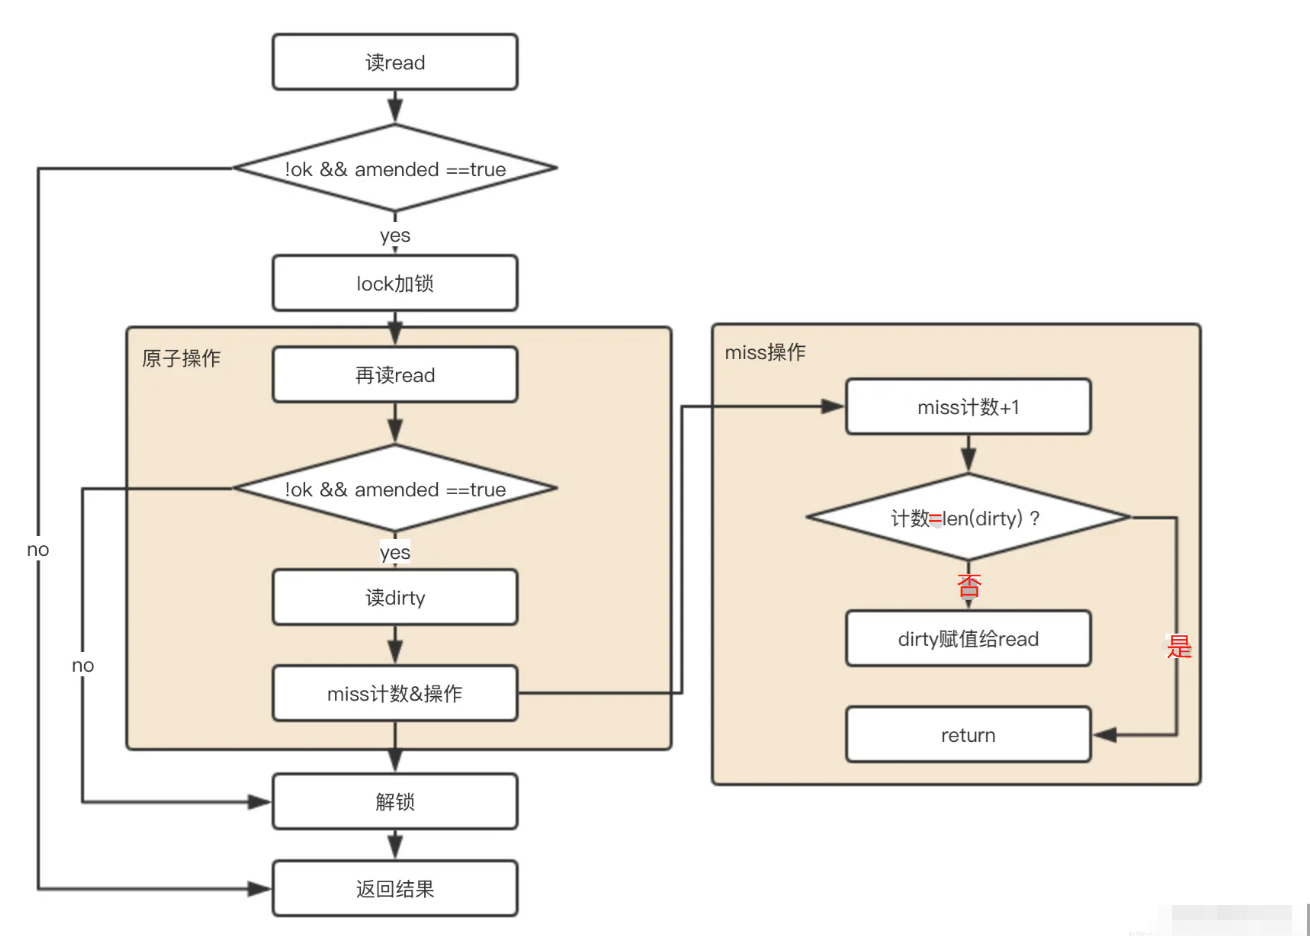 读read
!ok && amended ==true
yes
lock加锁
原子操作
再读read
!ok && amended ==true
no
yes
读dirty
no
miss计数&操作
解锁
返回结果
miss操作
miss计数+1
计数=len(dirty) ?
否
dirty赋值给read
是
return